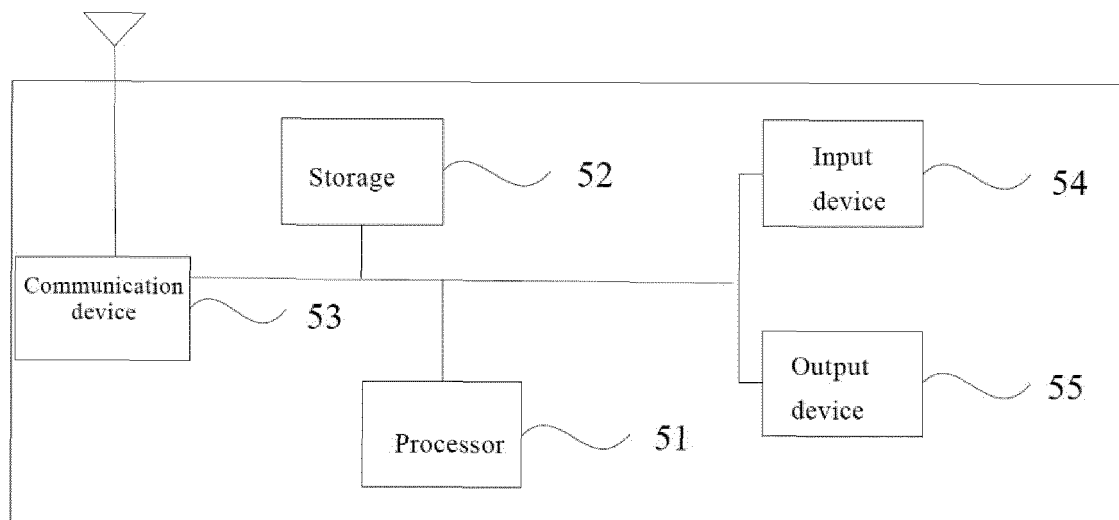 Storage
52
Input
device
54
Communication
device
53
Output
device
55
Processor
51